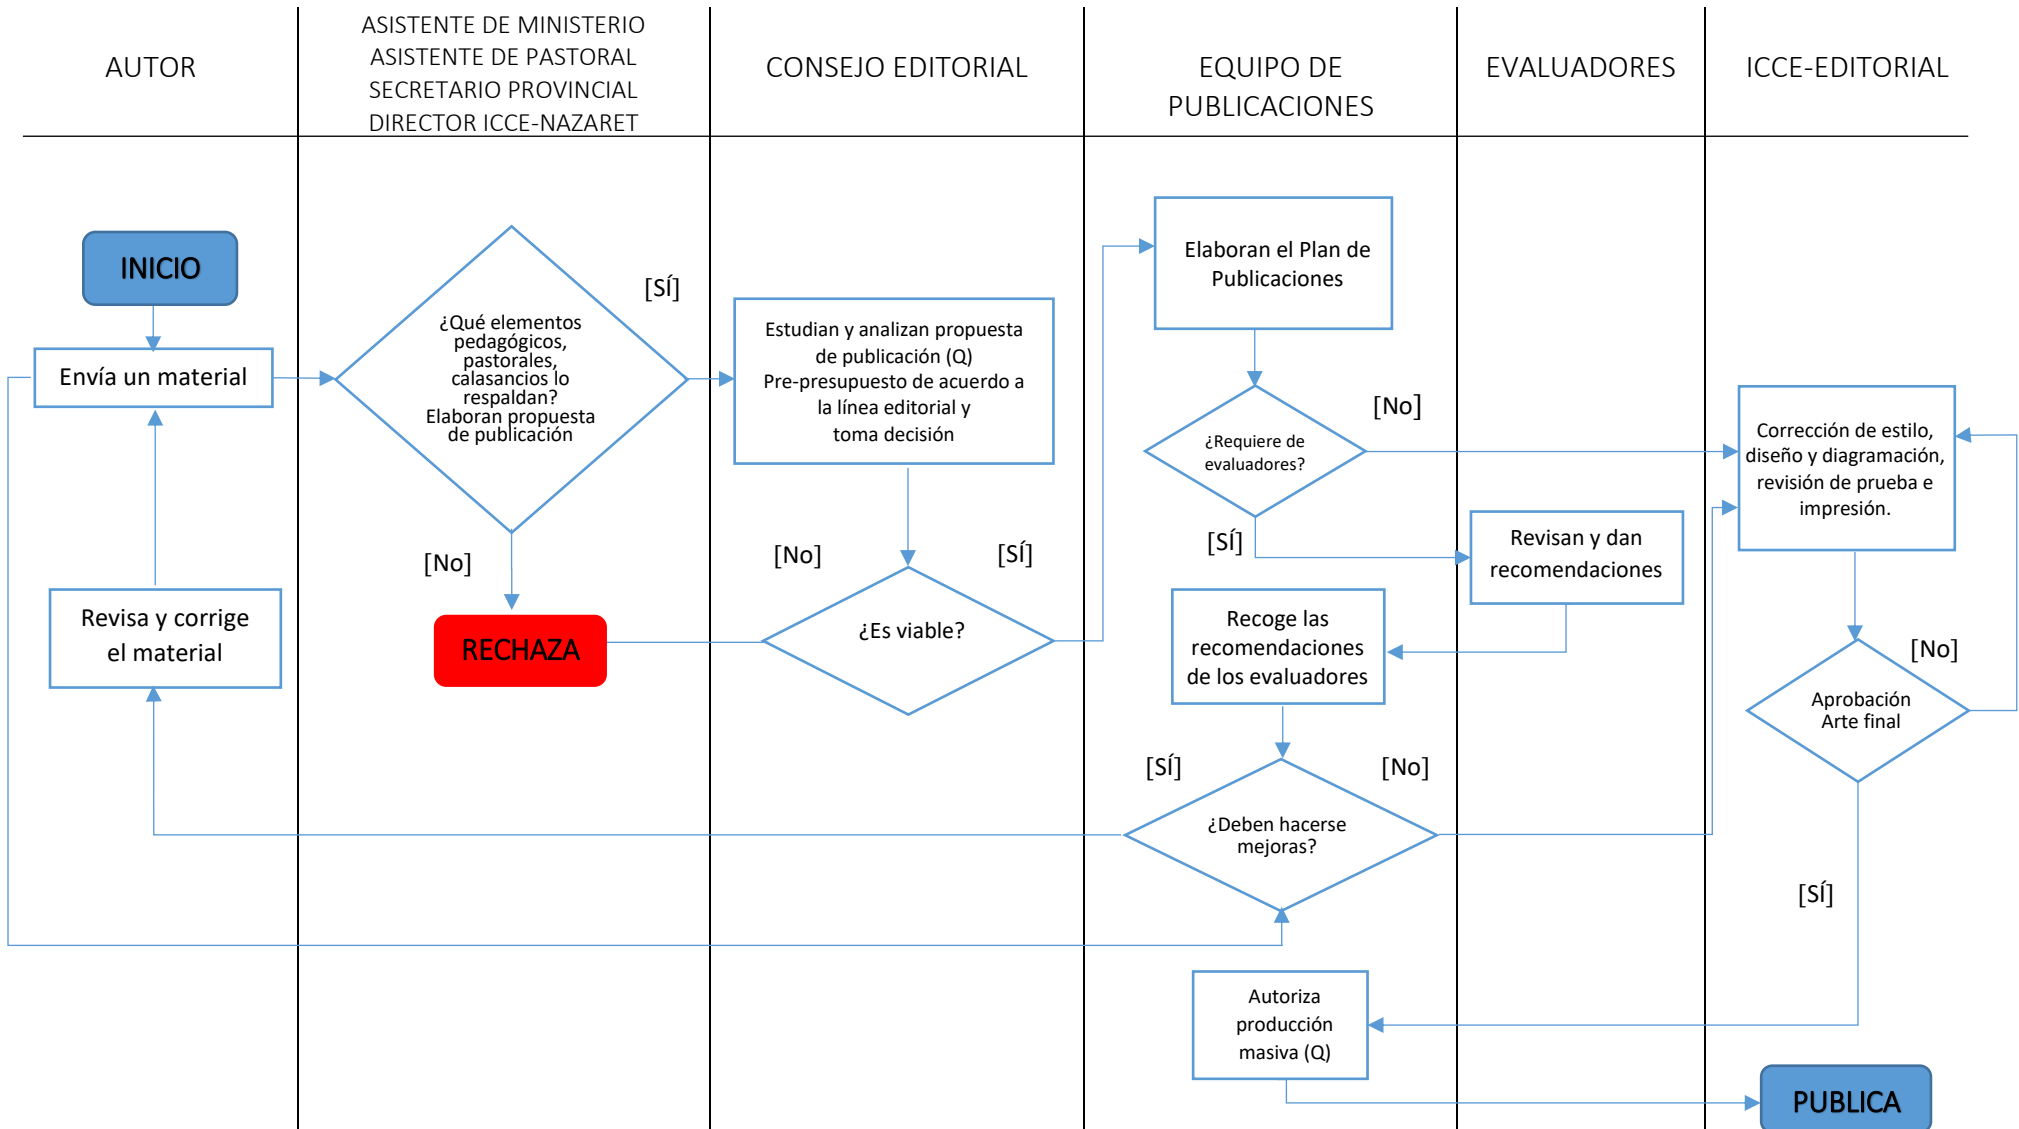 AUTOR
ASISTENTE DE MINISTERIO
ASISTENTE DE PASTORAL
SECRETARIO PROVINCIAL
DIRECTOR ICCE-NAZARET
CONSEJO EDITORIAL
EQUIPO DE
PUBLICACIONES
EVALUADORES
ICCE-EDITORIAL
INICIO
Envía un material
Revisa y corrige
el material
¿Qué elementos
pedagógicos,
pastorales,
calasancios lo
respaldan?
Elaboran propuesta
de publicación
[SÍ]
[No]
RECHAZA
Estudian y analizan propuesta
de publicación (Q)
Pre-presupuesto de acuerdo a
la línea editorial y
toma decisión
[No]
[SÍ]
¿Es viable?
Elaboran el Plan de
Publicaciones
[No]
¿Requiere de
evaluadores?
[SÍ]
Revisan y dan
recomendaciones
Recoge las
recomendaciones
de los evaluadores
[SÍ]
[No]
¿Deben hacerse
mejoras?
Corrección de estilo,
diseño y diagramación,
revisión de prueba e
impresión.
[No]
Aprobación
Arte final
[SÍ]
Autoriza
producción
masiva (Q)
PUBLICA